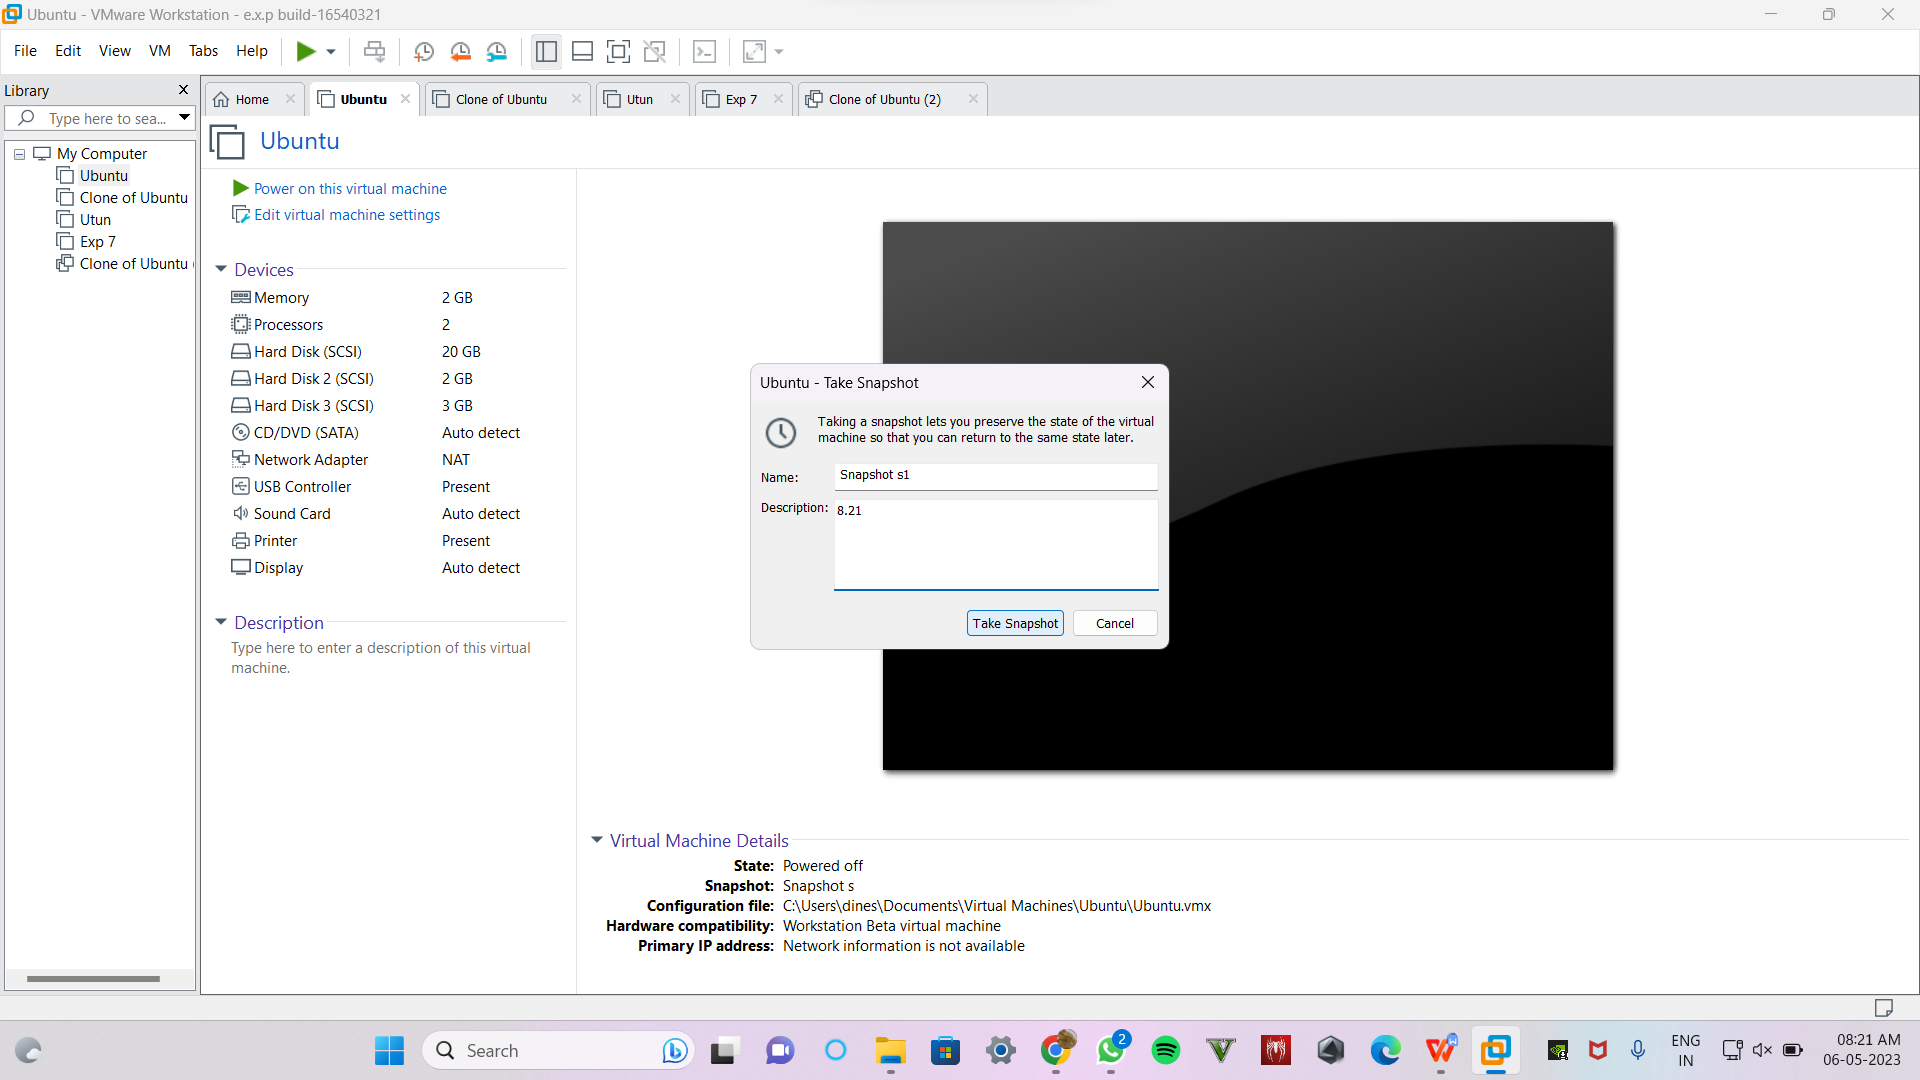 Ubuntu - VMware Workstation - e.x.p build-16540321
File Edit View VM Tabs Help
Library
Type here to sea...
Home
Ubuntu
Clone of Ubuntu
Utun
Exp 7
Clone of Ubuntu (2)
My Computer
Ubuntu
Clone of Ubuntu
Utun
Exp 7
Clone of Ubuntu
Ubuntu
Power on this virtual machine
Edit virtual machine settings
Devices
Memory 2 GB
Processors 2
Hard Disk (SCSI) 20 GB
Hard Disk 2 (SCSI) 2 GB
Hard Disk 3 (SCSI) 3 GB
CD/DVD (SATA) Auto detect
Network Adapter NAT
USB Controller Present
Sound Card Auto detect
Printer Present
Display Auto detect
Description
Type here to enter a description of this virtual
machine.
Ubuntu - Take Snapshot
Taking a snapshot lets you preserve the state of the virtual
machine so that you can return to the same state later.
Name: Snapshot s1
Description: 8.21
Take Snapshot Cancel
Virtual Machine Details
State: Powered off
Snapshot: Snapshot s
Configuration file: C:\Users\dines\Documents\Virtual Machines\Ubuntu\Ubuntu.vmx
Hardware compatibility: Workstation Beta virtual machine
Primary IP address: Network information is not available
Search
2
ENG
IN
08:21 AM
06-05-2023